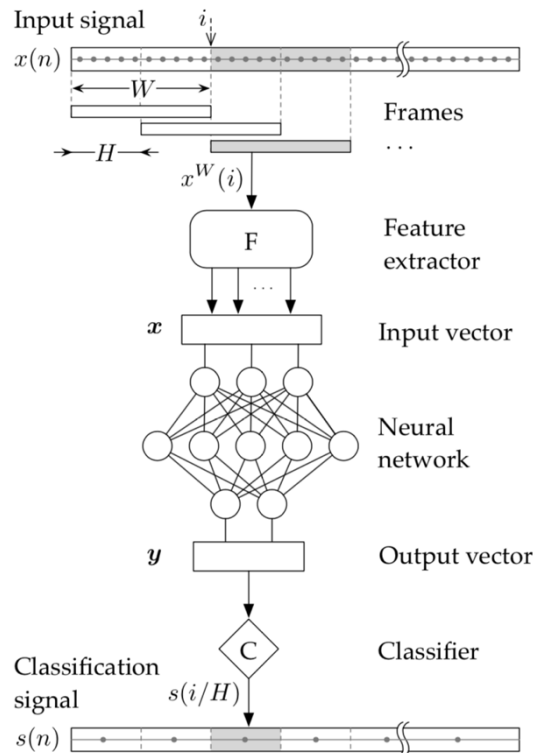 Input signal
i
x(n)
W
Frames
H
...
x^W(i)
F
Feature
extractor
...
x
Input vector
Neural
network
y
Output vector
C
Classifier
Classification
signal
s(i/H)
s(n)